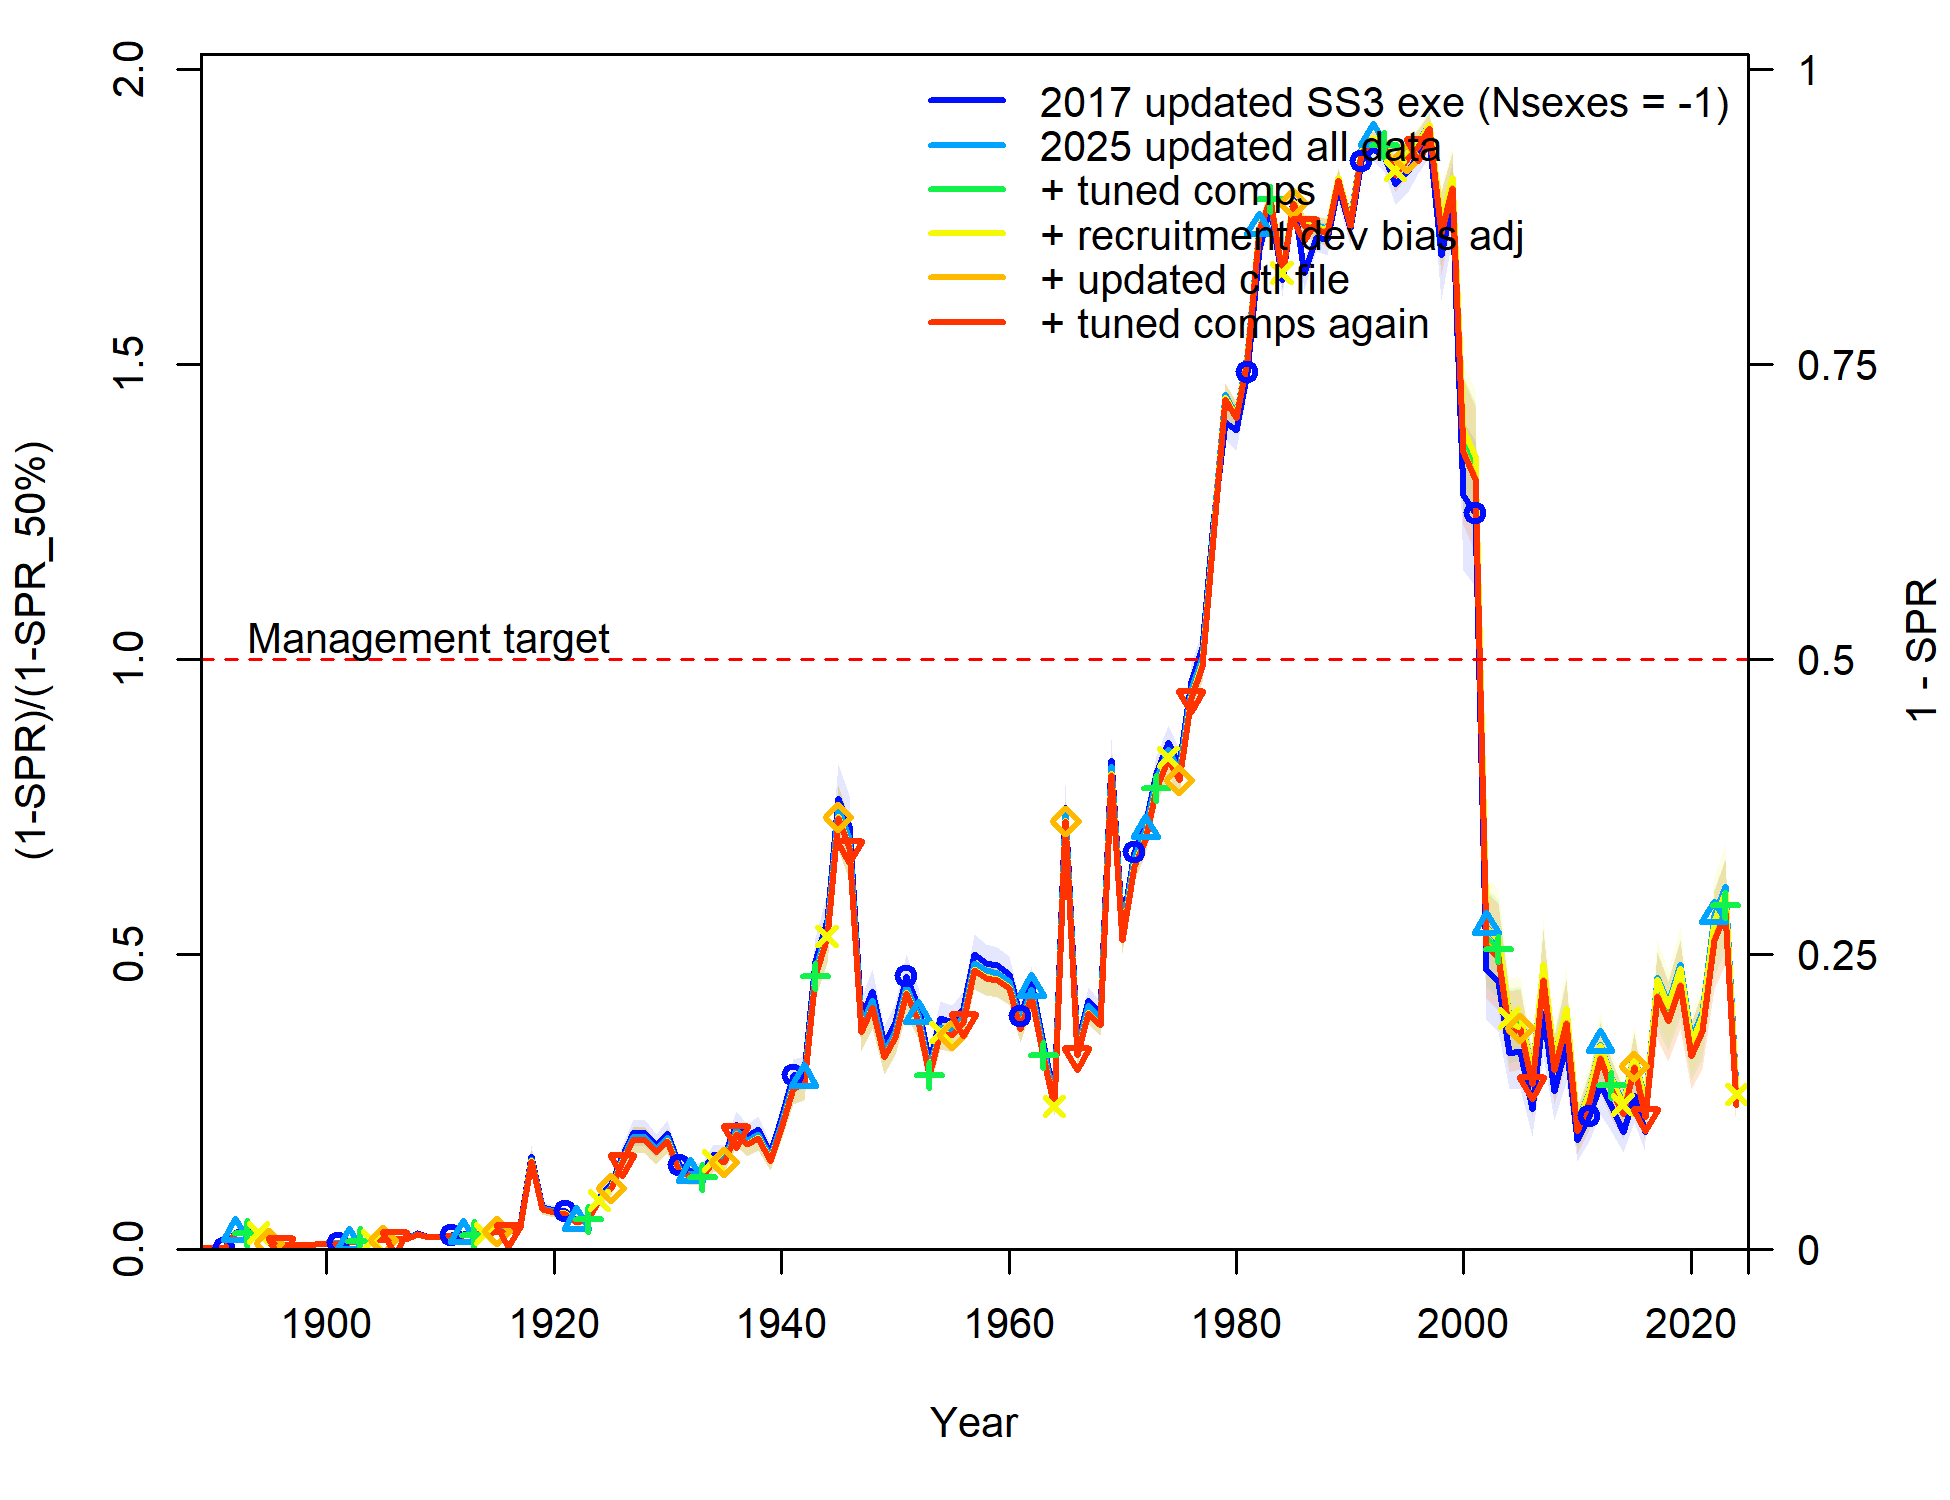 2017 updated SS3 exe (Nsexes = -1)
2025 updated all data
+ tuned comps
+ recruitment dev bias adj
+ updated ctl file
+ tuned comps again
Management target
(1-SPR)/(1-SPR_50%)
0.0
0.5
1.0
1.5
2.0
1 - SPR
0
0.25
0.5
0.75
1
1900
1920
1940
1960
1980
2000
2020
Year